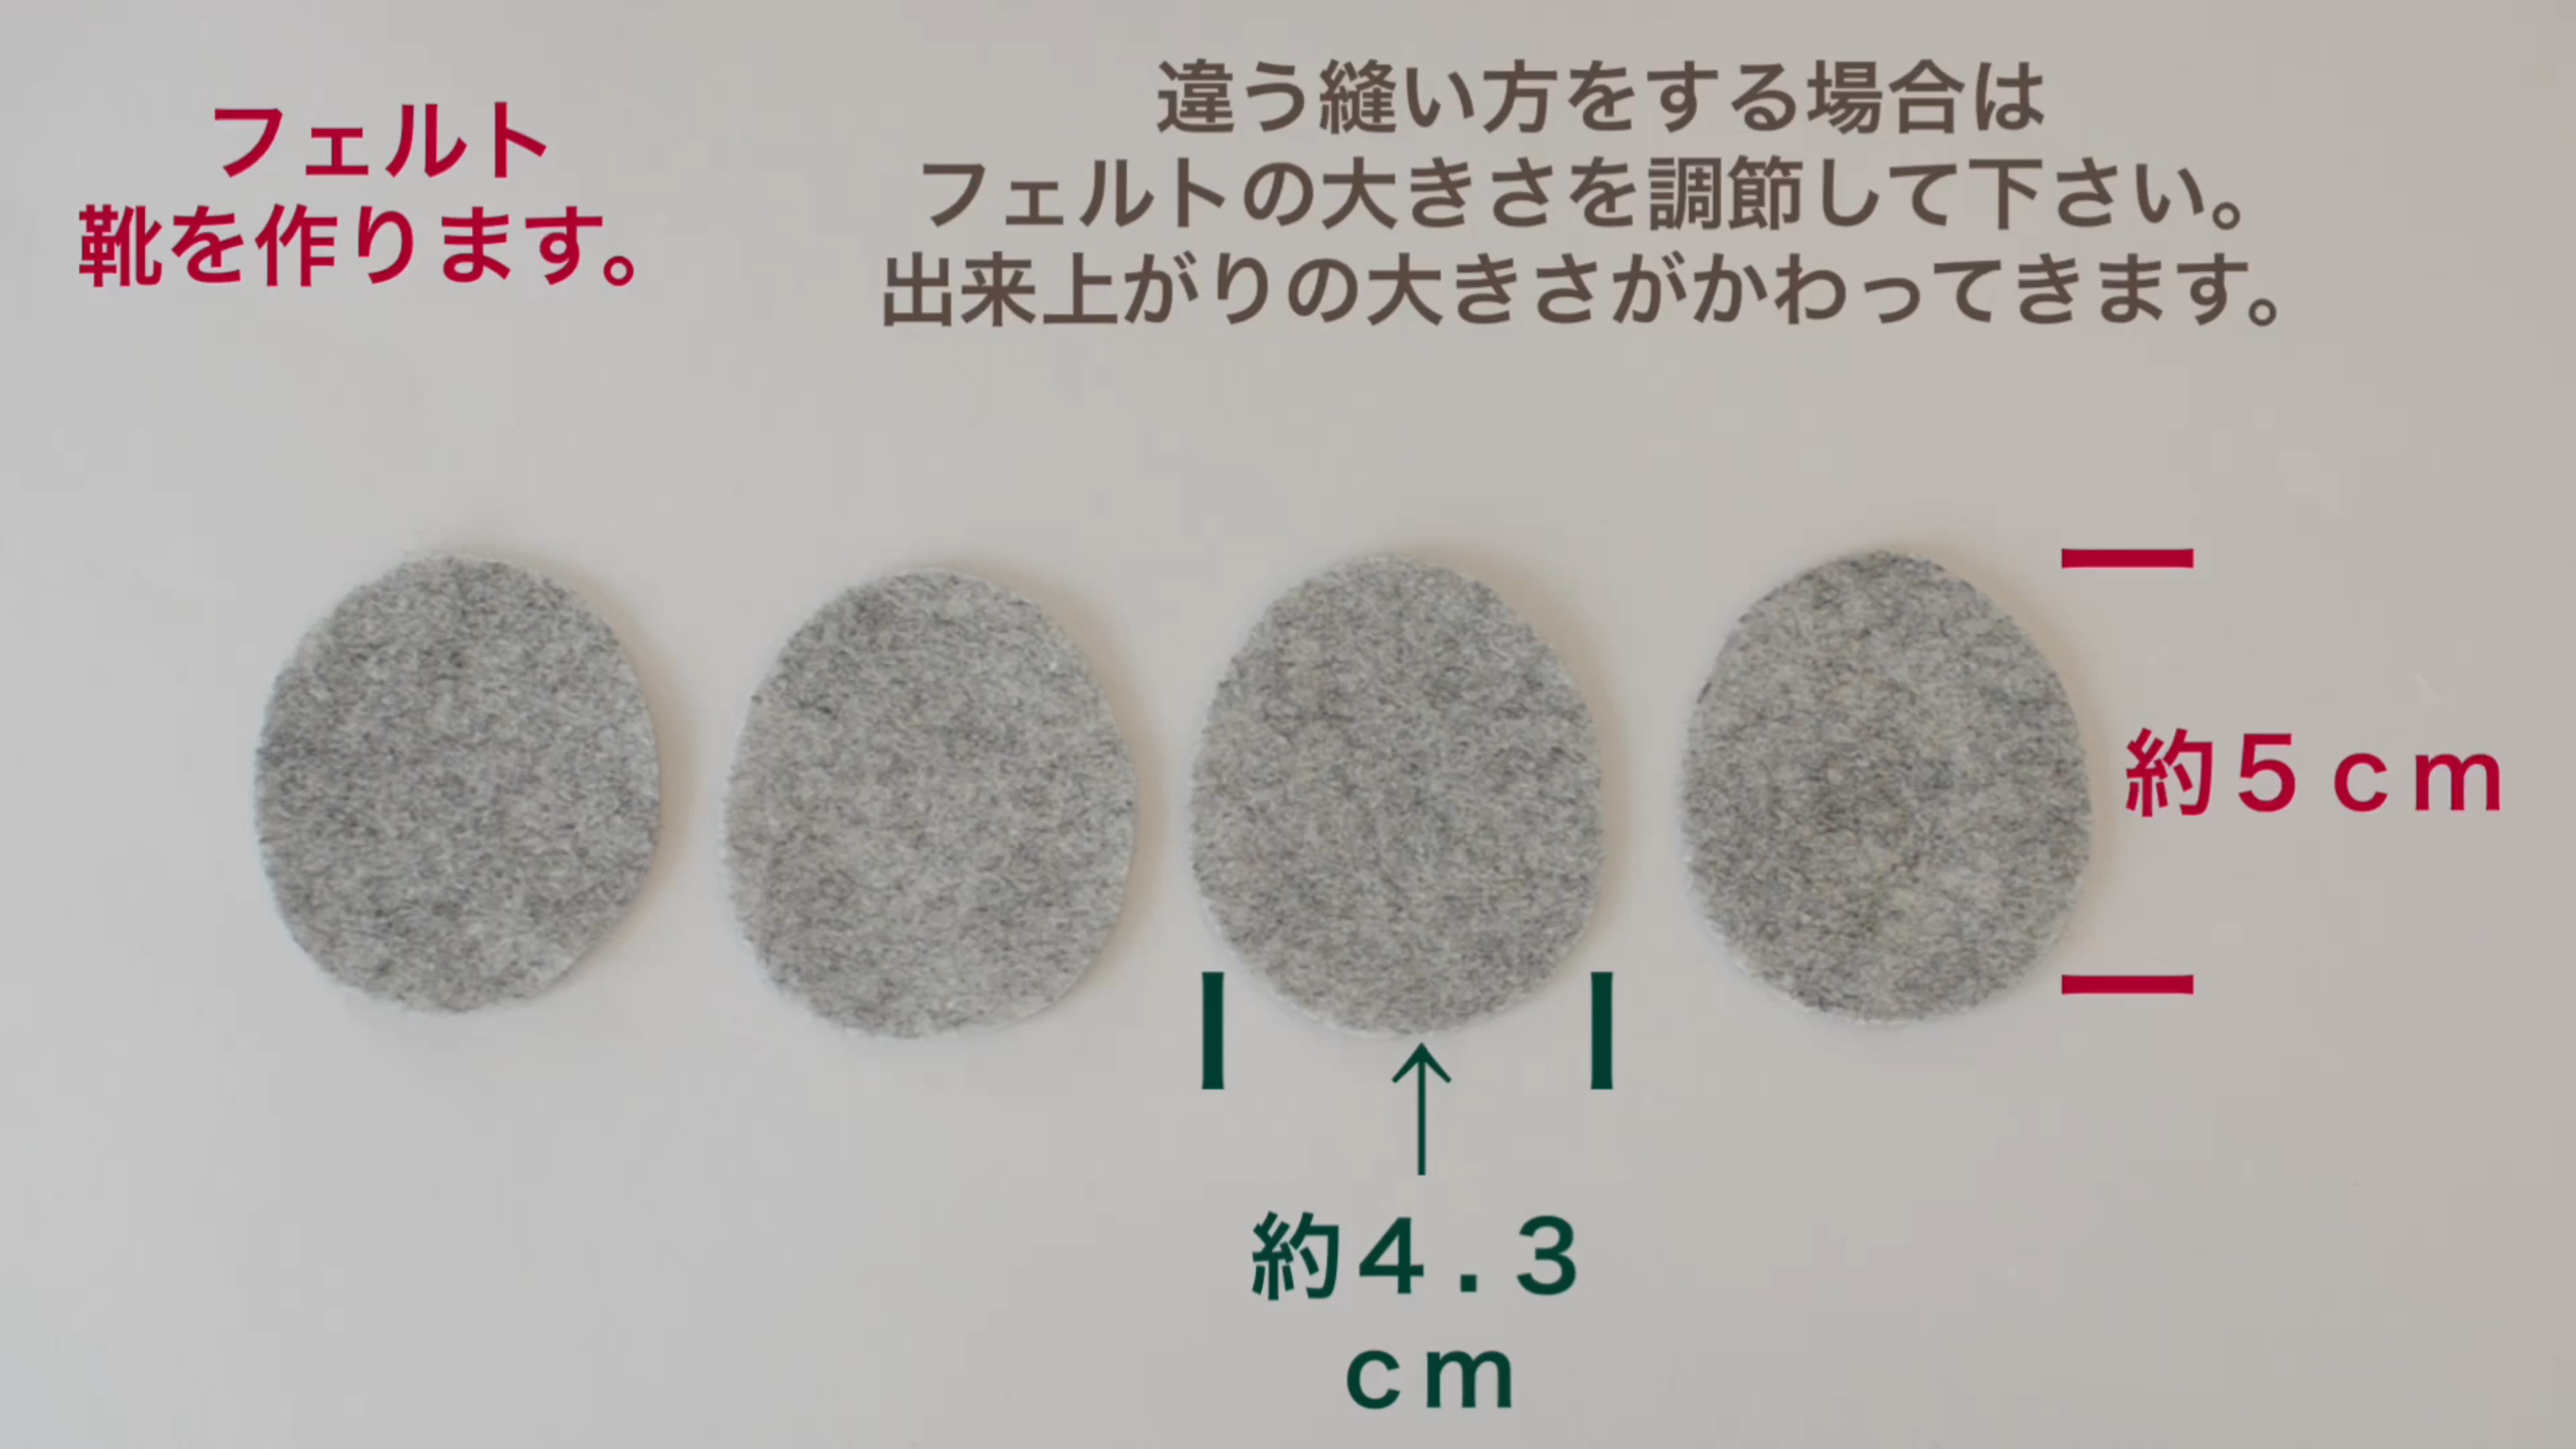 フェルト
靴を作ります。
違う縫い方をする場合は
フェルトの大きさを調節して下さい。
出来上がりの大きさがかわってきます。
約５ｃｍ
約４.３
ｃｍ